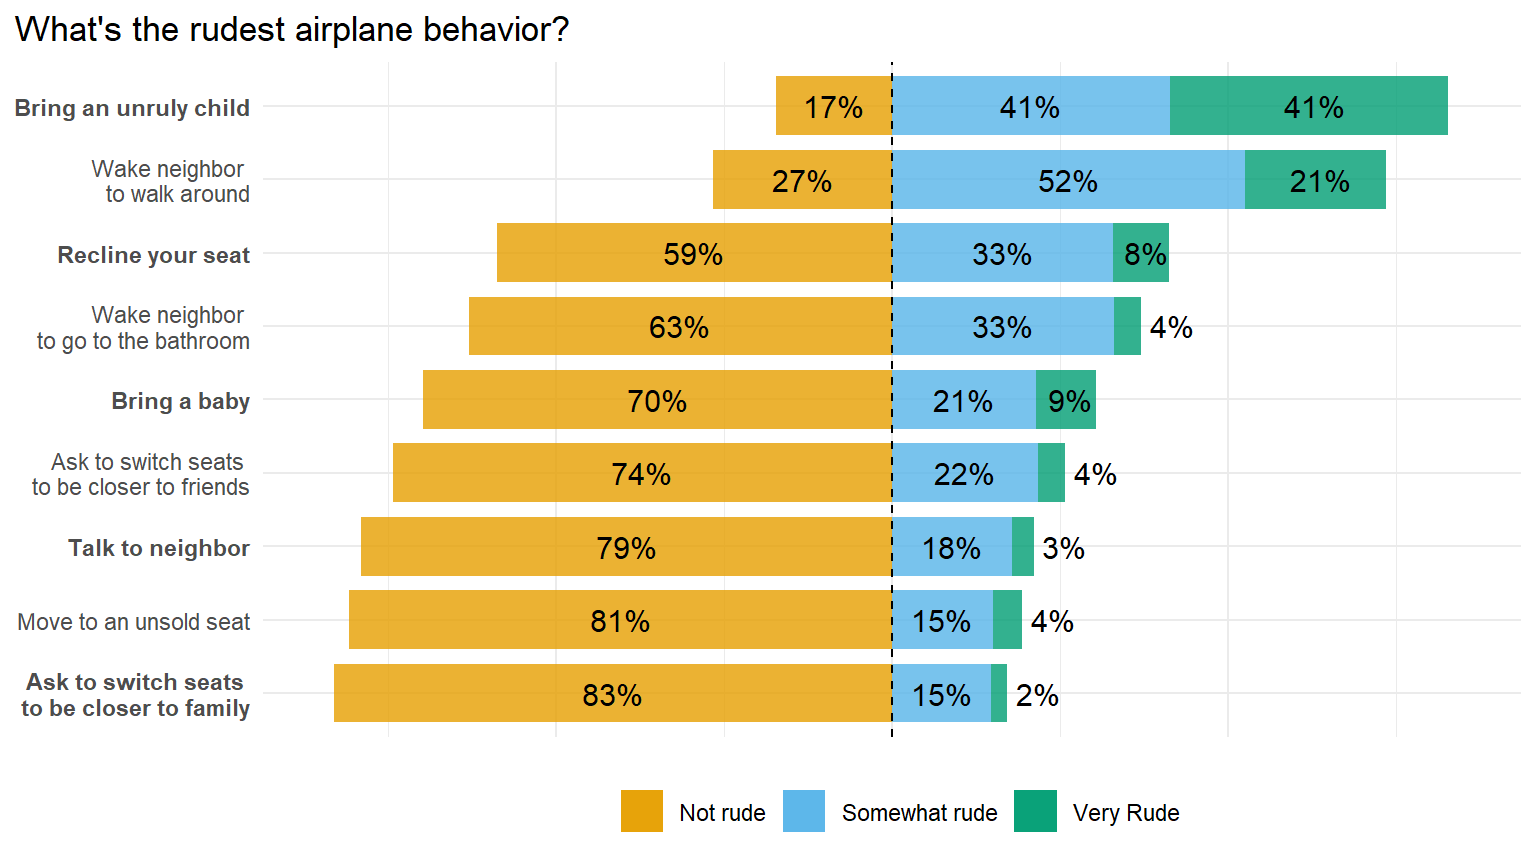 What's the rudest airplane behavior?
Bring an unruly child
17%
41%
41%
Wake neighbor
to walk around
27%
52%
21%
Recline your seat
59%
33%
8%
Wake neighbor
to go to the bathroom
63%
33%
4%
Bring a baby
70%
21%
9%
Ask to switch seats
to be closer to friends
74%
22%
4%
Talk to neighbor
79%
18%
3%
Move to an unsold seat
81%
15%
4%
Ask to switch seats
to be closer to family
83%
15%
2%
Not rude
Somewhat rude
Very Rude